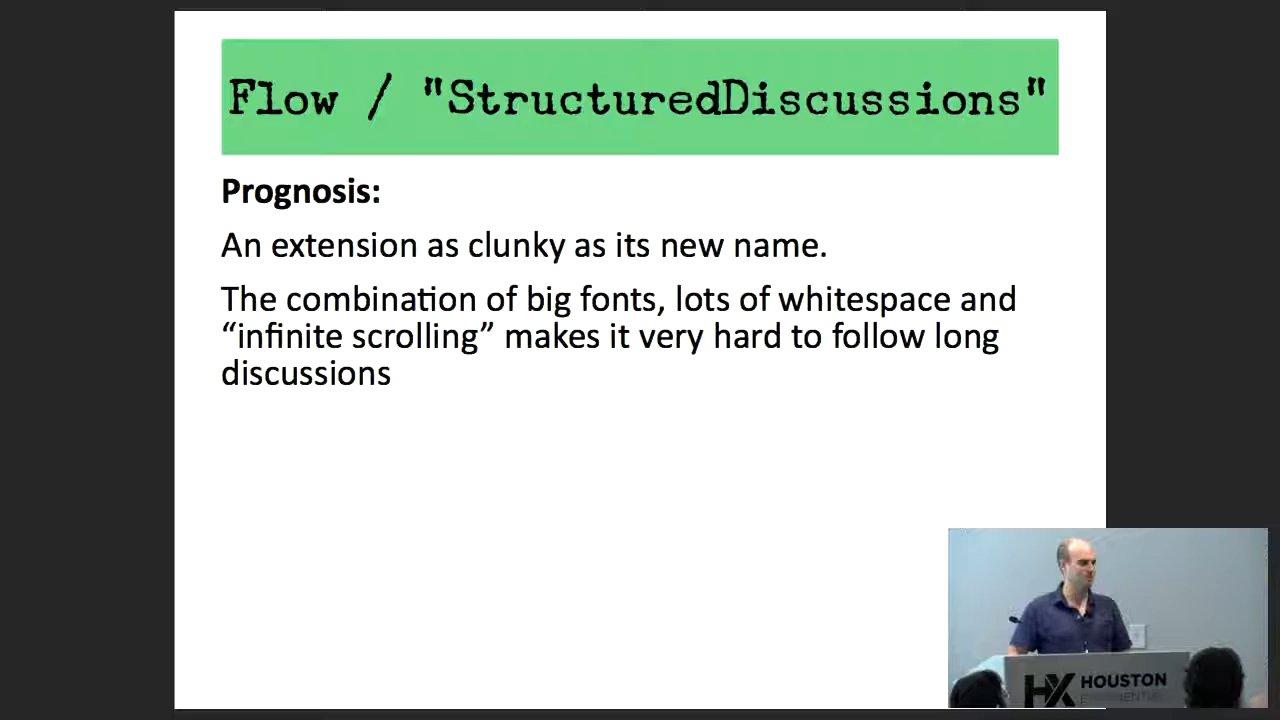 Flow / "StructuredDiscussions"
Prognosis:
An extension as clunky as its new name.
The combination of big fonts, lots of whitespace and
“infinite scrolling” makes it very hard to follow long
discussions
HX HOUSTON